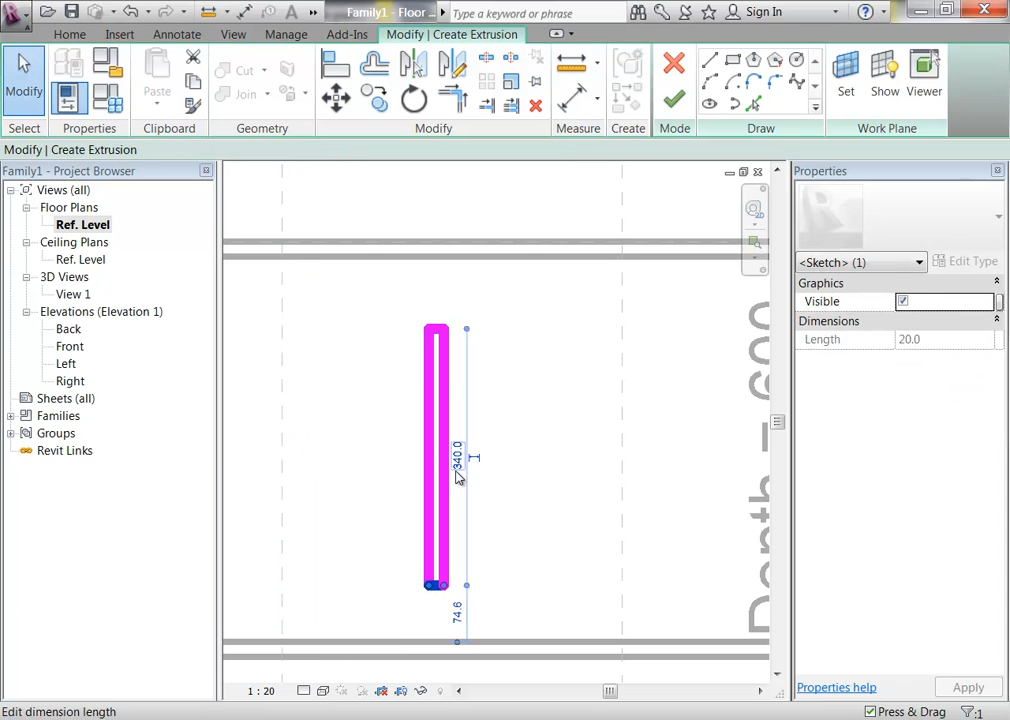 Family1 - Floor ...
Type a keyword or phrase
Sign In
Home
Insert
Annotate
View
Manage
Add-Ins
Modify | Create Extrusion
Modify
Paste
Cut
Join
Set
Show
Viewer
Select
Properties
Clipboard
Geometry
Modify
Measure
Create
Mode
Draw
Work Plane
Modify | Create Extrusion
Family1 - Project Browser
Views (all)
Floor Plans
Ref. Level
Ceiling Plans
Ref. Level
3D Views
View 1
Elevations (Elevation 1)
Back
Front
Left
Right
Sheets (all)
Families
Groups
Revit Links
340.0
74.6
Depth = 600
2D
Properties
<Sketch> (1)
Edit Type
Graphics
Visible
Dimensions
Length 20.0
Properties help
Apply
1 : 20
Edit dimension length
Press & Drag
:1